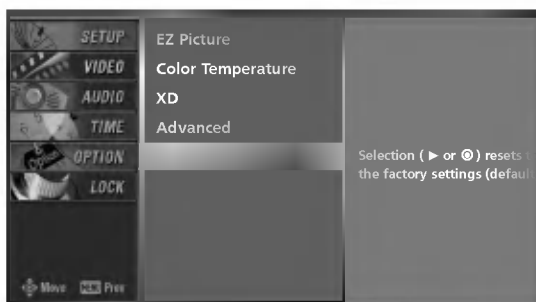 SETUP
VIDEO
AUDIO
TIME
OPTION
LOCK
Move
Prev
EZ Picture
Color Temperature
XD
Advanced
Selection ( ▶ or ◉ ) resets
the factory settings (defaul